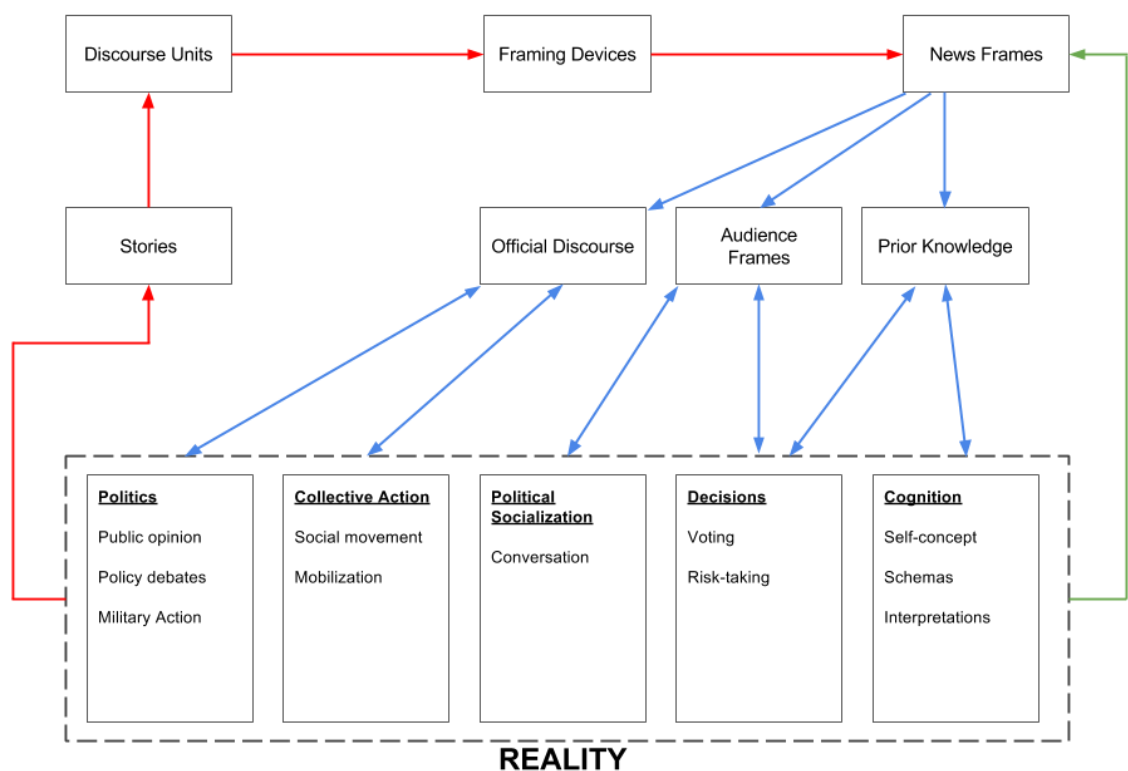 Discourse Units
Framing Devices
News Frames
Stories
Official Discourse
Audience
Frames
Prior Knowledge
Politics
Public opinion
Policy debates
Military Action
Collective Action
Social movement
Mobilization
Political
Socialization
Conversation
Decisions
Voting
Risk-taking
Cognition
Self-concept
Schemas
Interpretations
REALITY